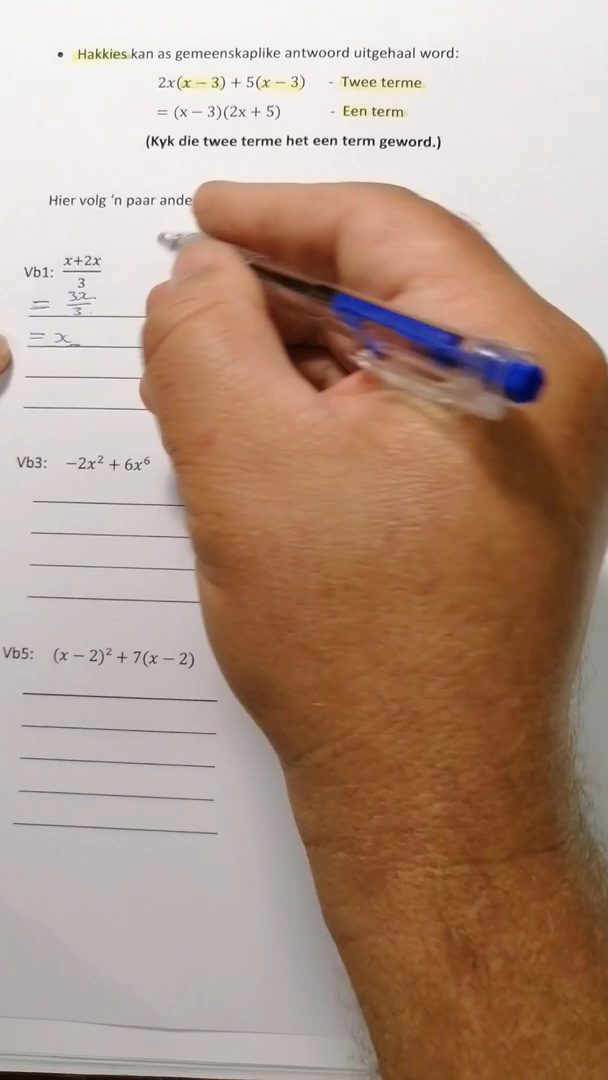 • Hakkies kan as gemeenskaplike antwoord uitgehaal word:
2x(x − 3) + 5(x − 3) - Twee terme
= (x − 3)(2x + 5) - Een term
(Kyk die twee terme het een term geword.)
Hier volg ‘n paar ande
Vb1: x+2x
3
= 3x
3
= x
Vb3: −2x² + 6x⁶
Vb5: (x − 2)² + 7(x − 2)